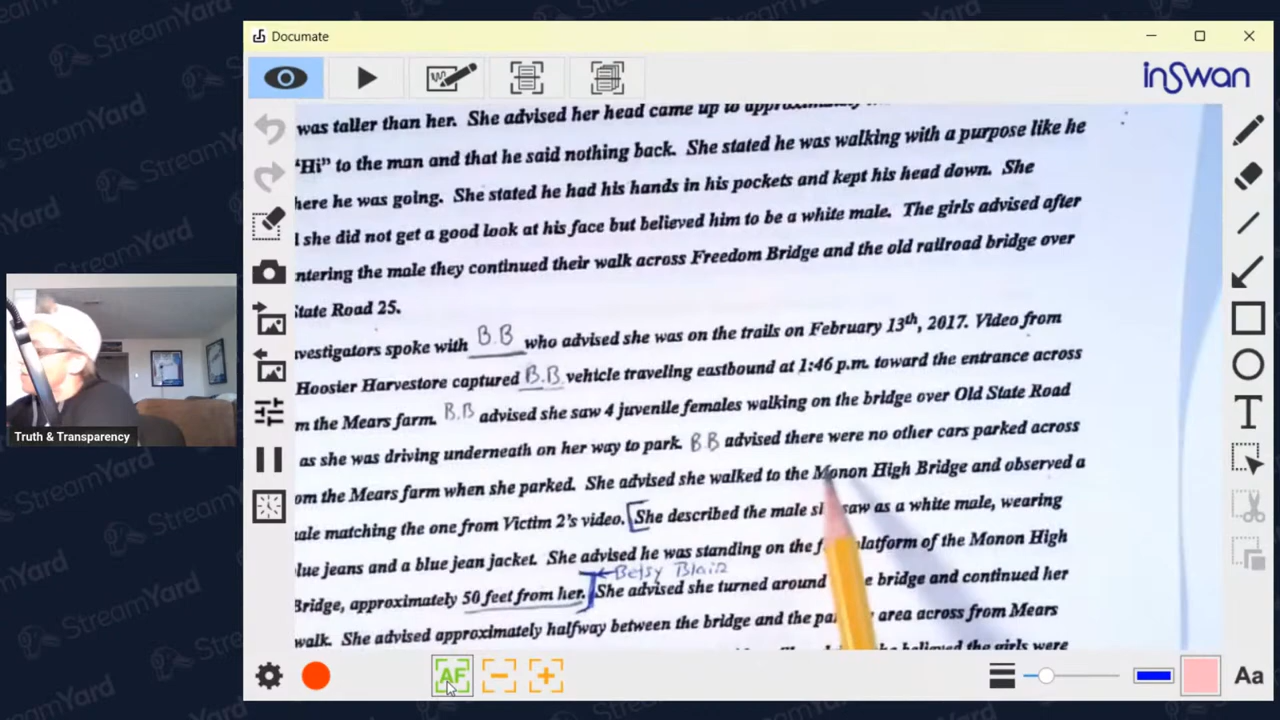 StreamYard
Documate
inSwan
was taller than her. She advised her head came up to
"Hi" to the man and that he said nothing back. She stated he was walking with a purpose like he
here he was going. She stated he had his hands in his pockets and kept his head down. She
she did not get a good look at his face but believed him to be a white male. The girls advised after
ntering the male they continued their walk across Freedom Bridge and the old railroad bridge over
State Road 25.
vestigators spoke with B.B who advised she was on the trails on February 13th, 2017. Video from
Hoosier Harvestore captured B.B. vehicle traveling eastbound at 1:46 p.m. toward the entrance across
m the Mears farm. B.B advised she saw 4 juvenile females walking on the bridge over Old State Road
as she was driving underneath on her way to park. BB advised there were no other cars parked across
om the Mears farm when she parked. She advised she walked to the Monon High Bridge and observed a
ale matching the one from Victim 2's video. [She described the male saw as a white male, wearing
blue jeans and a blue jean jacket. She advised he was standing on the platform of the Monon High
← Betsy Blair
Bridge, approximately 50 feet from her.] She advised she turned around bridge and continued her
walk. She advised approximately halfway between the bridge and the area across from Mears
believed the girls were
Truth & Transparency
AF
T
Aa